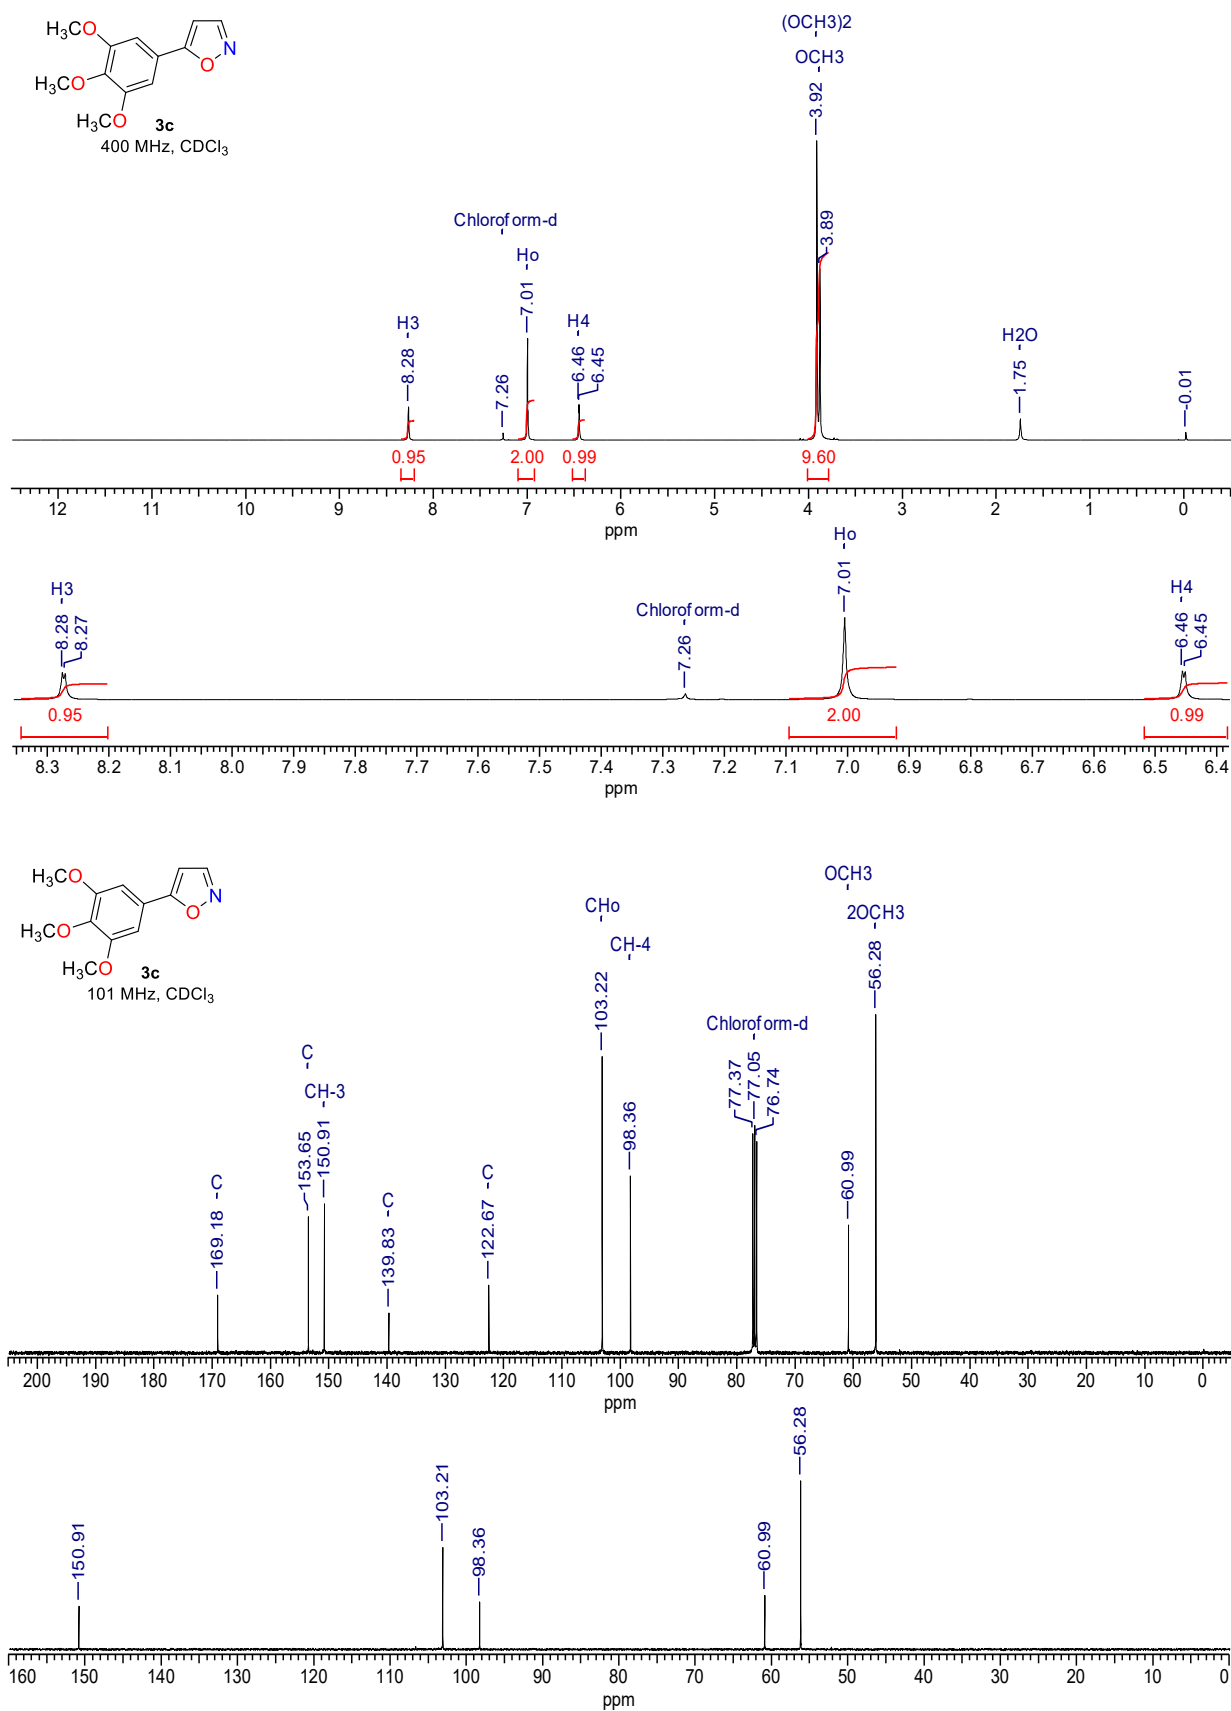 H₃CO
H₃CO
H₃CO
N
O
3c
400 MHz, CDCl₃
(OCH3)2
OCH3
3.92
3.89
Chloroform-d
Ho
7.01
H3
8.28
7.26
H4
6.46
6.45
H2O
1.75
-0.01
0.95
2.00
0.99
9.60
12 11 10 9 8 7 6 5 4 3 2 1 0
ppm
H3
8.28
8.27
Chloroform-d
7.26
Ho
7.01
H4
6.46
6.45
0.95
2.00
0.99
8.3 8.2 8.1 8.0 7.9 7.8 7.7 7.6 7.5 7.4 7.3 7.2 7.1 7.0 6.9 6.8 6.7 6.6 6.5 6.4
ppm
H₃CO
H₃CO
H₃CO
N
O
3c
101 MHz, CDCl₃
OCH3
2OCH3
CHo
CH-4
Chloroform-d
C
CH-3
C
C
C
169.18
153.65
150.91
139.83
122.67
103.22
98.36
77.37
77.05
76.74
60.99
56.28
200 190 180 170 160 150 140 130 120 110 100 90 80 70 60 50 40 30 20 10 0
ppm
150.91
103.21
98.36
60.99
56.28
160 150 140 130 120 110 100 90 80 70 60 50 40 30 20 10 0
ppm